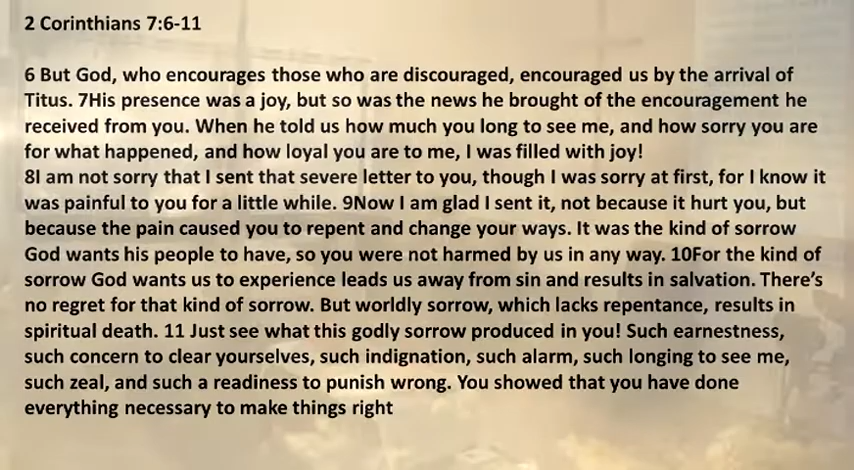 2 Corinthians 7:6-11
6 But God, who encourages those who are discouraged, encouraged us by the arrival of
Titus. 7His presence was a joy, but so was the news he brought of the encouragement he
received from you. When he told us how much you long to see me, and how sorry you are
for what happened, and how loyal you are to me, I was filled with joy!
8I am not sorry that I sent that severe letter to you, though I was sorry at first, for I know it
was painful to you for a little while. 9Now I am glad I sent it, not because it hurt you, but
because the pain caused you to repent and change your ways. It was the kind of sorrow
God wants his people to have, so you were not harmed by us in any way. 10For the kind of
sorrow God wants us to experience leads us away from sin and results in salvation. There’s
no regret for that kind of sorrow. But worldly sorrow, which lacks repentance, results in
spiritual death. 11 Just see what this godly sorrow produced in you! Such earnestness,
such concern to clear yourselves, such indignation, such alarm, such longing to see me,
such zeal, and such a readiness to punish wrong. You showed that you have done
everything necessary to make things right